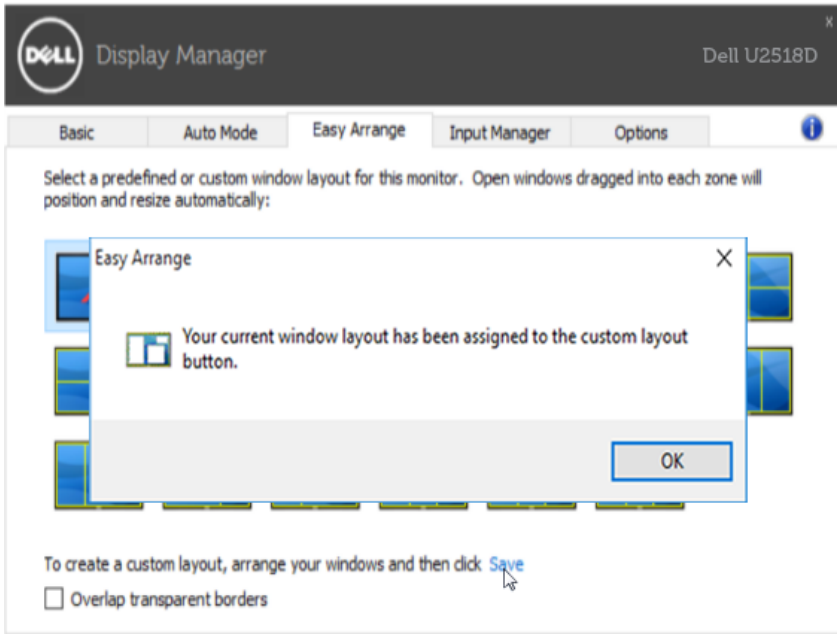 x
DELL
Display Manager
Dell U2518D
Basic
Auto Mode
Easy Arrange
Input Manager
Options
i
Select a predefined or custom window layout for this monitor. Open windows dragged into each zone will
position and resize automatically:
Easy Arrange
Your current window layout has been assigned to the custom layout
button.
OK
To create a custom layout, arrange your windows and then click Save
Overlap transparent borders